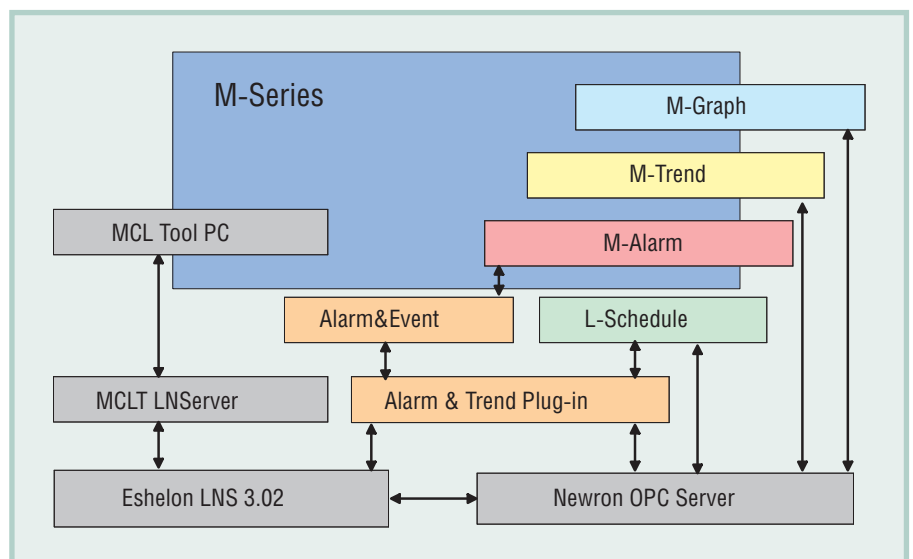 M-Series
M-Graph
M-Trend
MCL Tool PC
M-Alarm
Alarm&Event
L-Schedule
MCLT LNServer
Alarm & Trend Plug-in
Eshelon LNS 3.02
Newron OPC Server